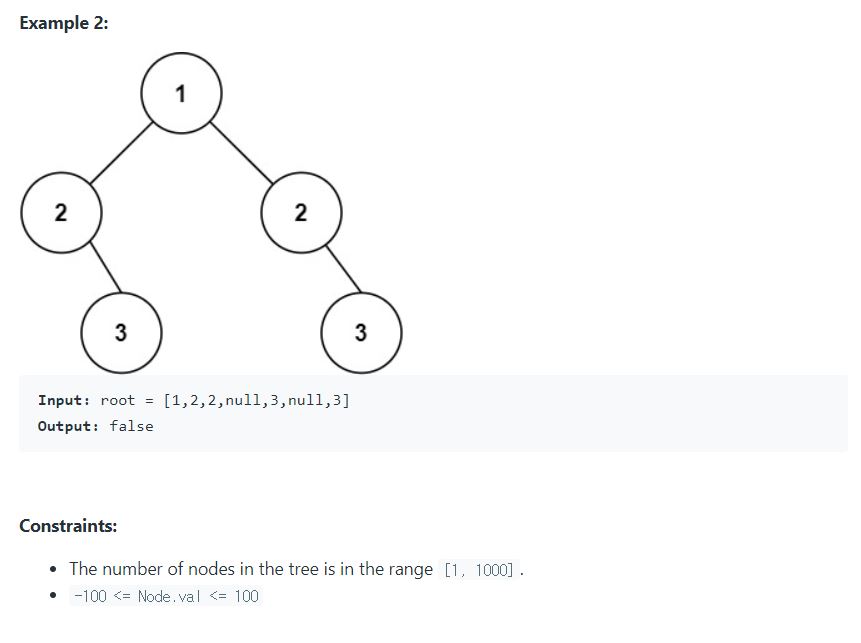 Example 2:
1
2 2
3 3
Input: root = [1,2,2,null,3,null,3]
Output: false
Constraints:
• The number of nodes in the tree is in the range [1, 1000] .
• -100 <= Node.val <= 100